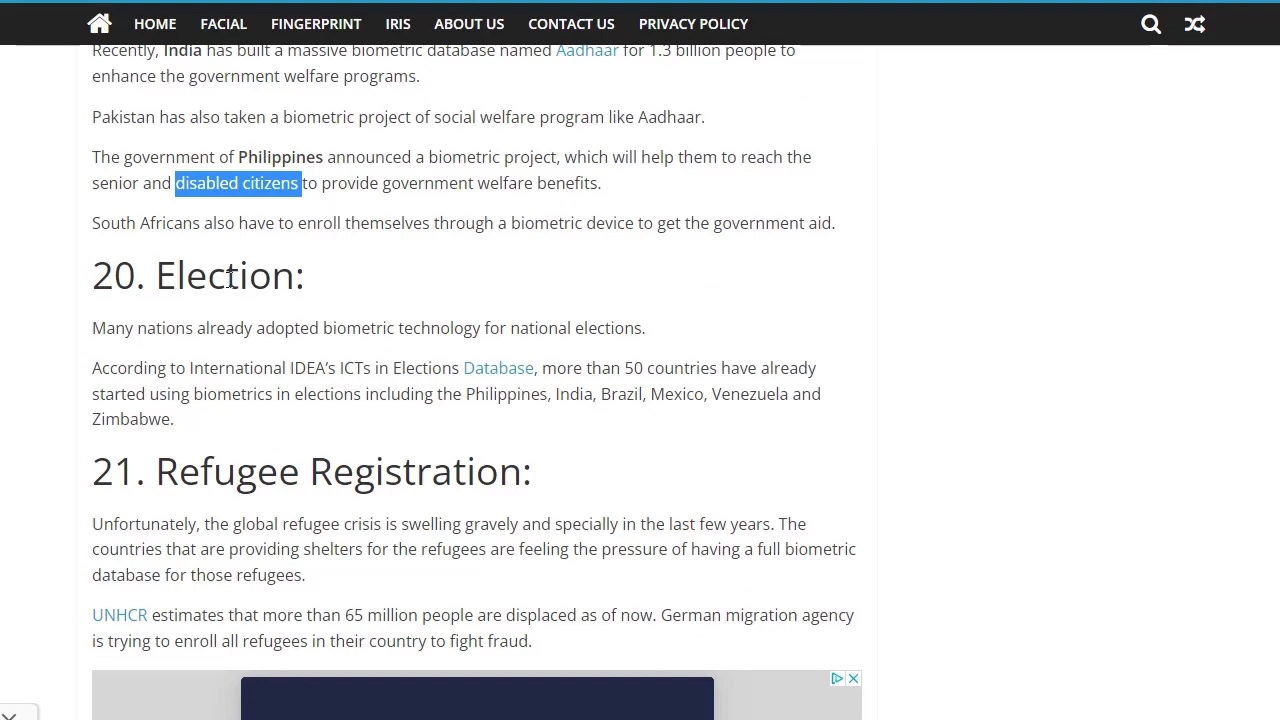 HOME FACIAL FINGERPRINT IRIS ABOUT US CONTACT US PRIVACY POLICY
Recently, India has built a massive biometric database named Aadhaar for 1.3 billion people to
enhance the government welfare programs.
Pakistan has also taken a biometric project of social welfare program like Aadhaar.
The government of Philippines announced a biometric project, which will help them to reach the
senior and disabled citizens to provide government welfare benefits.
South Africans also have to enroll themselves through a biometric device to get the government aid.
20. Election:
Many nations already adopted biometric technology for national elections.
According to International IDEA’s ICTs in Elections Database, more than 50 countries have already
started using biometrics in elections including the Philippines, India, Brazil, Mexico, Venezuela and
Zimbabwe.
21. Refugee Registration:
Unfortunately, the global refugee crisis is swelling gravely and specially in the last few years. The
countries that are providing shelters for the refugees are feeling the pressure of having a full biometric
database for those refugees.
UNHCR estimates that more than 65 million people are displaced as of now. German migration agency
is trying to enroll all refugees in their country to fight fraud.